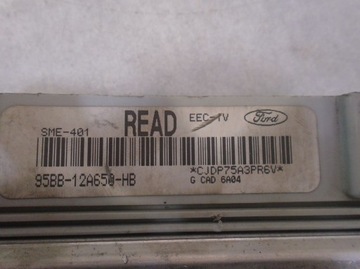 READ EEC-IV Ford
SME-401
95BB-12A650-HB *CJDP75A3PR6V*
G CAD 6A04